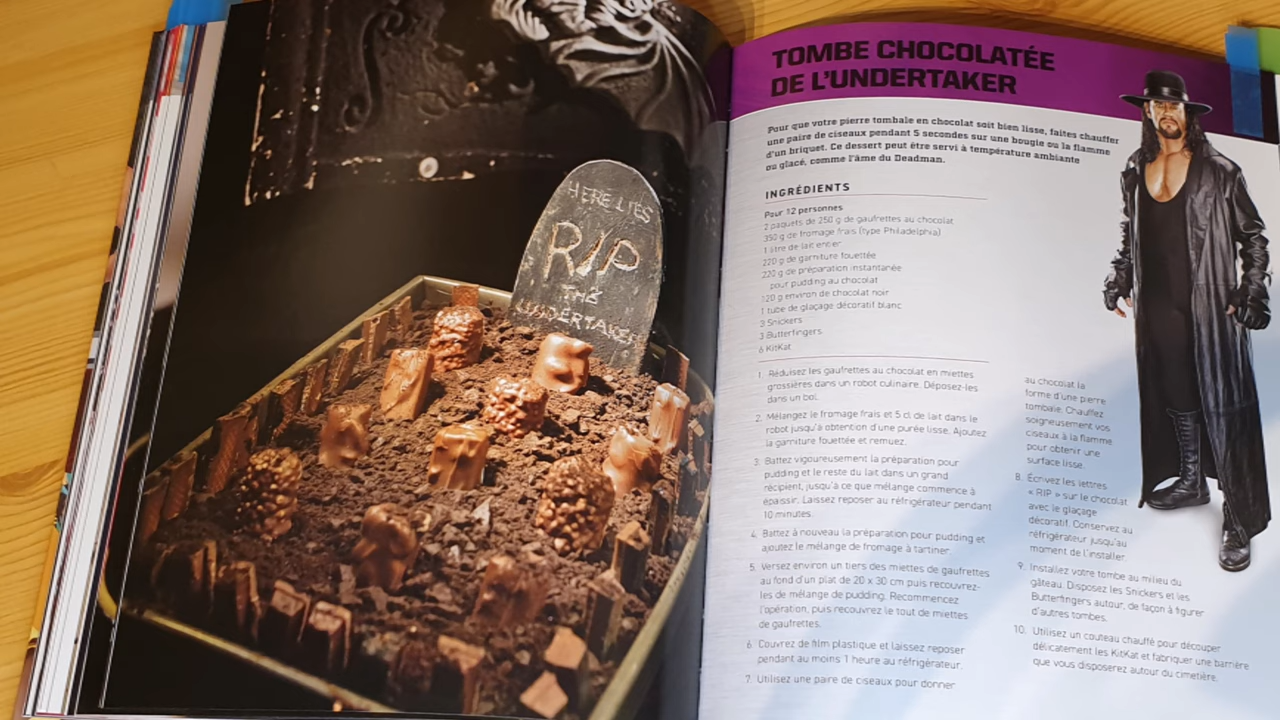 HERE LIES
RIP
THE
UNDERTAKER
TOMBE CHOCOLATÉE
DE L'UNDERTAKER
Pour que votre pierre tombale en chocolat soit bien lisse, faites chauffer
une paire de ciseaux pendant 5 secondes sur une bougie ou la flamme
d'un briquet. Ce dessert peut être servi à température ambiante
ou glacé, comme l'âme du Deadman.
INGRÉDIENTS
Pour 12 personnes
2 paquets de 250 g de gaufrettes au chocolat
350 g de fromage frais (type Philadelphia)
1 litre de lait entier
220 g de garniture fouettée
220 g de préparation instantanée
pour pudding au chocolat
120 g environ de chocolat noir
1 tube de glaçage décoratif blanc
3 Snickers
3 Butterfingers
6 KitKat
1. Réduisez les gaufrettes au chocolat en miettes
grossières dans un robot culinaire. Déposez-les
dans un bol.
2. Mélangez le fromage frais et 5 cl de lait dans le
robot jusqu'à obtention d'une purée lisse. Ajoutez
la garniture fouettée et remuez.
3. Battez vigoureusement la préparation pour
pudding et le reste du lait dans un grand
récipient, jusqu'à ce que mélange commence à
épaissir. Laissez reposer au réfrigérateur pendant
10 minutes.
4. Battez à nouveau la préparation pour pudding et
ajoutez le mélange de fromage à tartiner.
5. Versez environ un tiers des miettes de gaufrettes
au fond d'un plat de 20 x 30 cm puis recouvrez-
les de mélange de pudding. Recommencez
l'opération, puis recouvrez le tout de miettes
de gaufrettes.
6. Couvrez de film plastique et laissez reposer
pendant au moins 1 heure au réfrigérateur.
7. Utilisez une paire de ciseaux pour donner
au chocolat la
forme d'une pierre
tombale. Chauffez
soigneusement vos
ciseaux à la flamme
pour obtenir une
surface lisse.
8. Écrivez les lettres
« RIP » sur le chocolat
avec le glaçage
décoratif. Conservez au
réfrigérateur jusqu'au
moment de l'installer.
9. Installez votre tombe au milieu du
gâteau. Disposez les Snickers et les
Butterfingers autour, de façon à figurer
d'autres tombes.
10. Utilisez un couteau chauffé pour découper
délicatement les KitKat et fabriquer une barrière
que vous disposerez autour du cimetière.